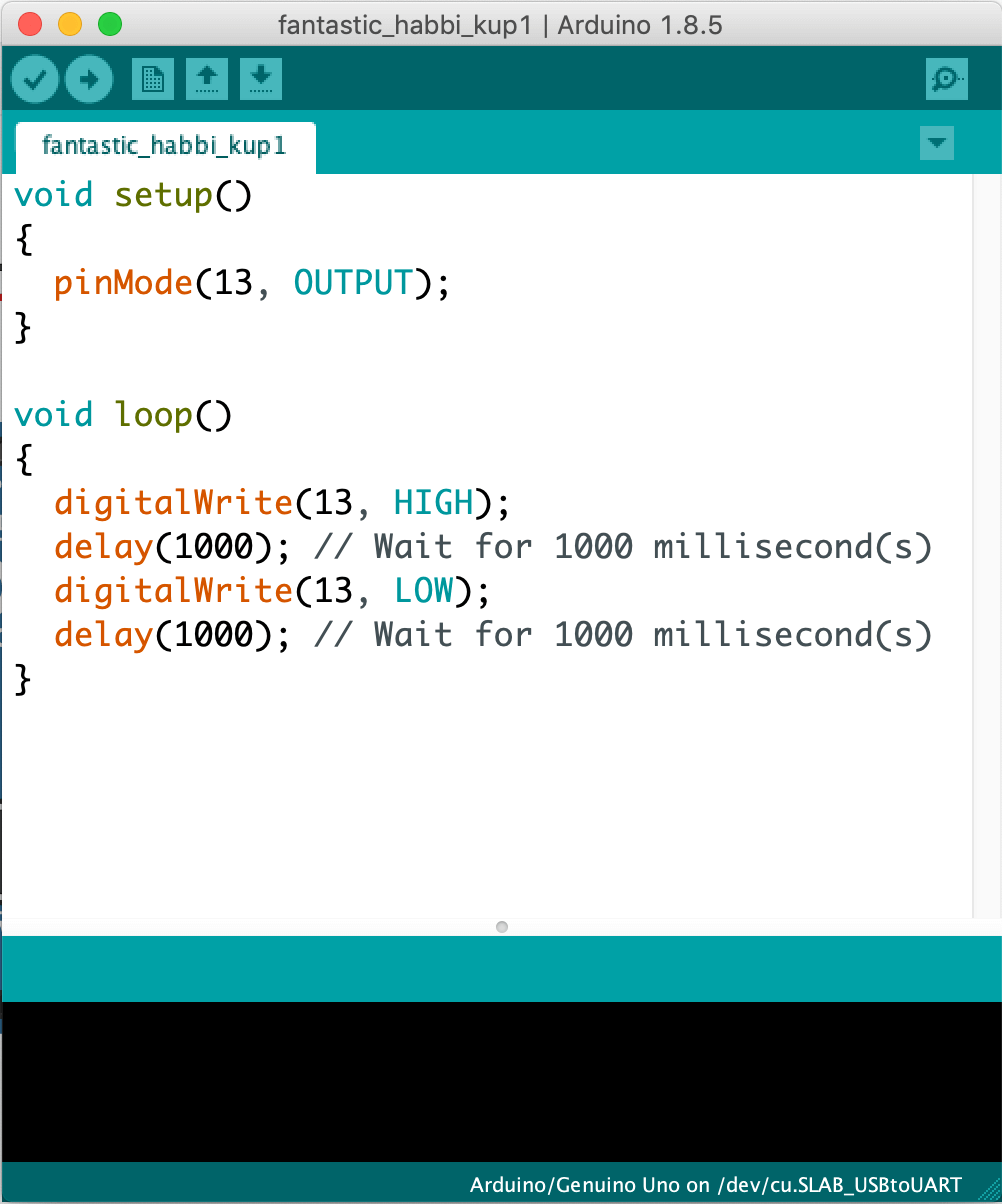 fantastic_habbi_kup1 | Arduino 1.8.5
fantastic_habbi_kup1
void setup()
{
  pinMode(13, OUTPUT);
}

void loop()
{
  digitalWrite(13, HIGH);
  delay(1000); // Wait for 1000 millisecond(s)
  digitalWrite(13, LOW);
  delay(1000); // Wait for 1000 millisecond(s)
}
Arduino/Genuino Uno on /dev/cu.SLAB_USBtoUART